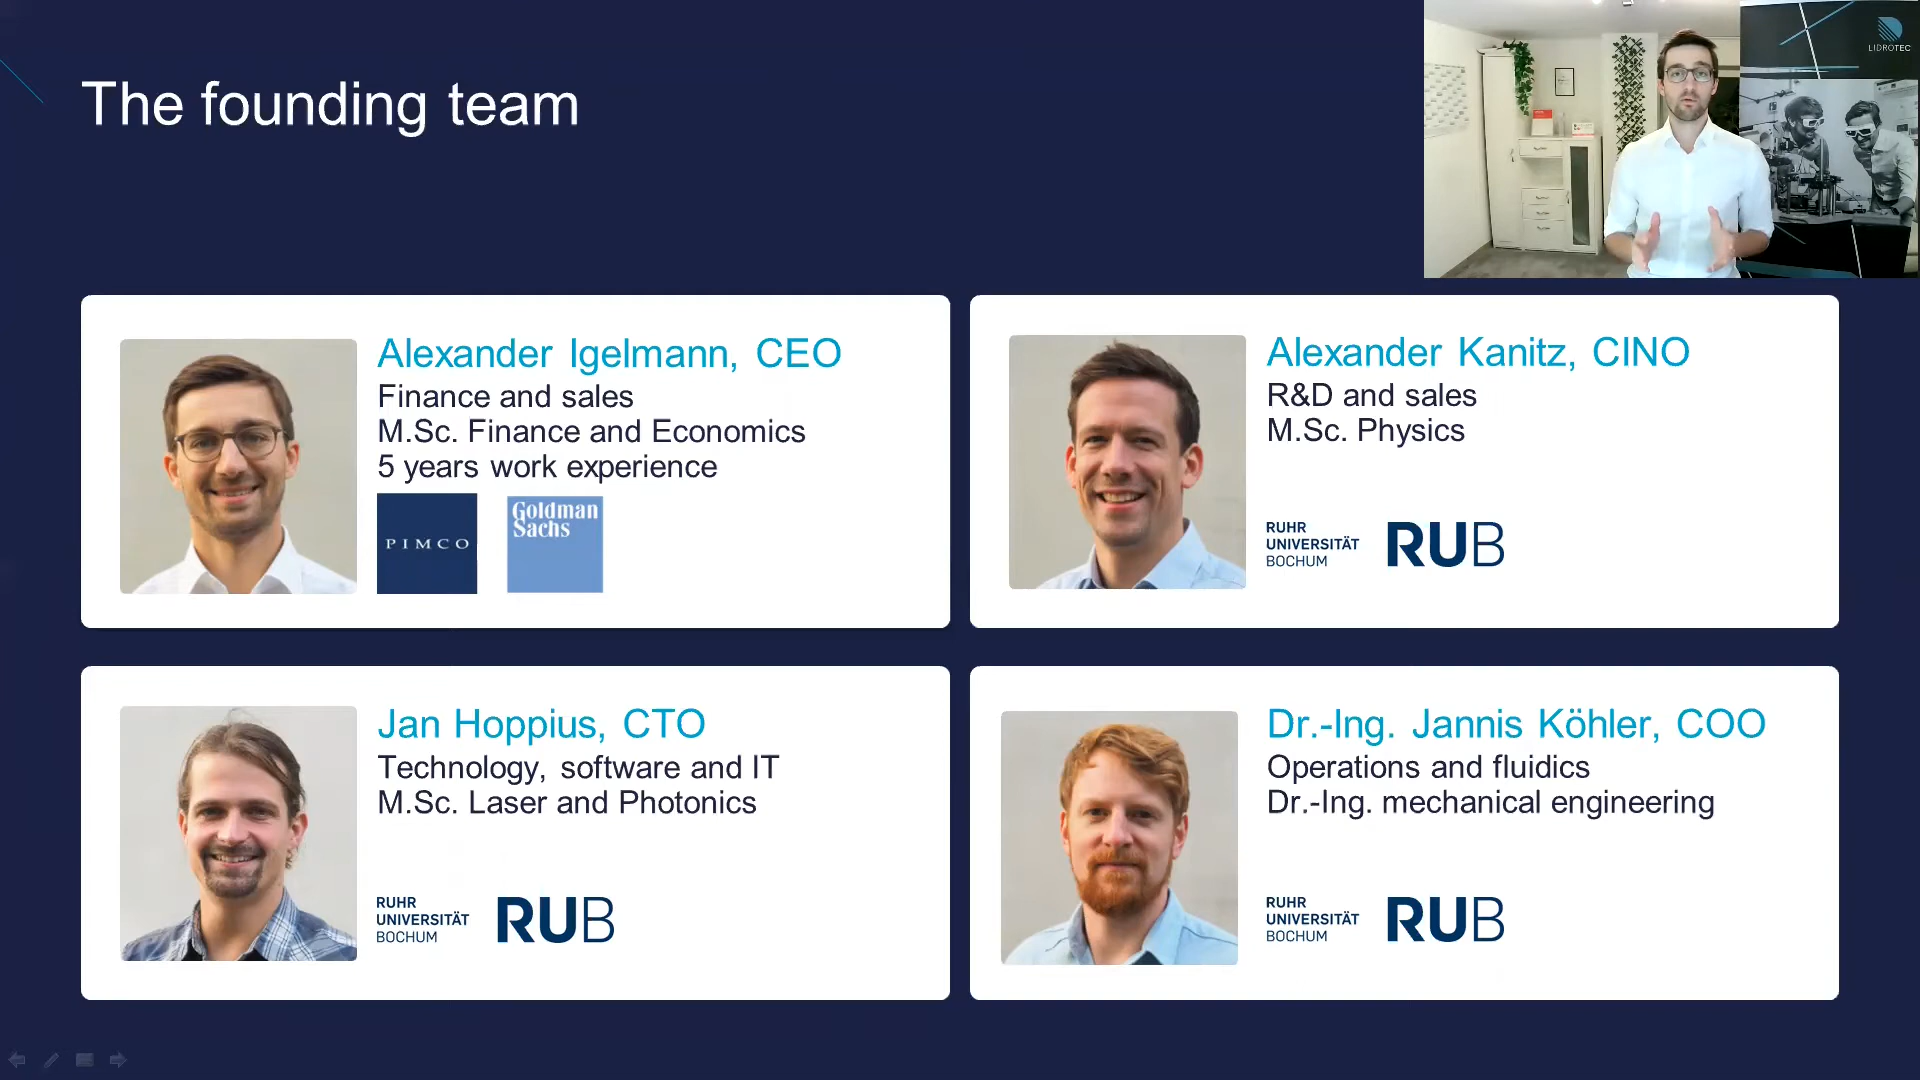 The founding team
LIDROTEC
Alexander Igelmann, CEO
Finance and sales
M.Sc. Finance and Economics
5 years work experience
PIMCO
Goldman
Sachs
Alexander Kanitz, CINO
R&D and sales
M.Sc. Physics
RUHR
UNIVERSITÄT
BOCHUM
RUB
Jan Hoppius, CTO
Technology, software and IT
M.Sc. Laser and Photonics
RUHR
UNIVERSITÄT
BOCHUM
RUB
Dr.-Ing. Jannis Köhler, COO
Operations and fluidics
Dr.-Ing. mechanical engineering
RUHR
UNIVERSITÄT
BOCHUM
RUB